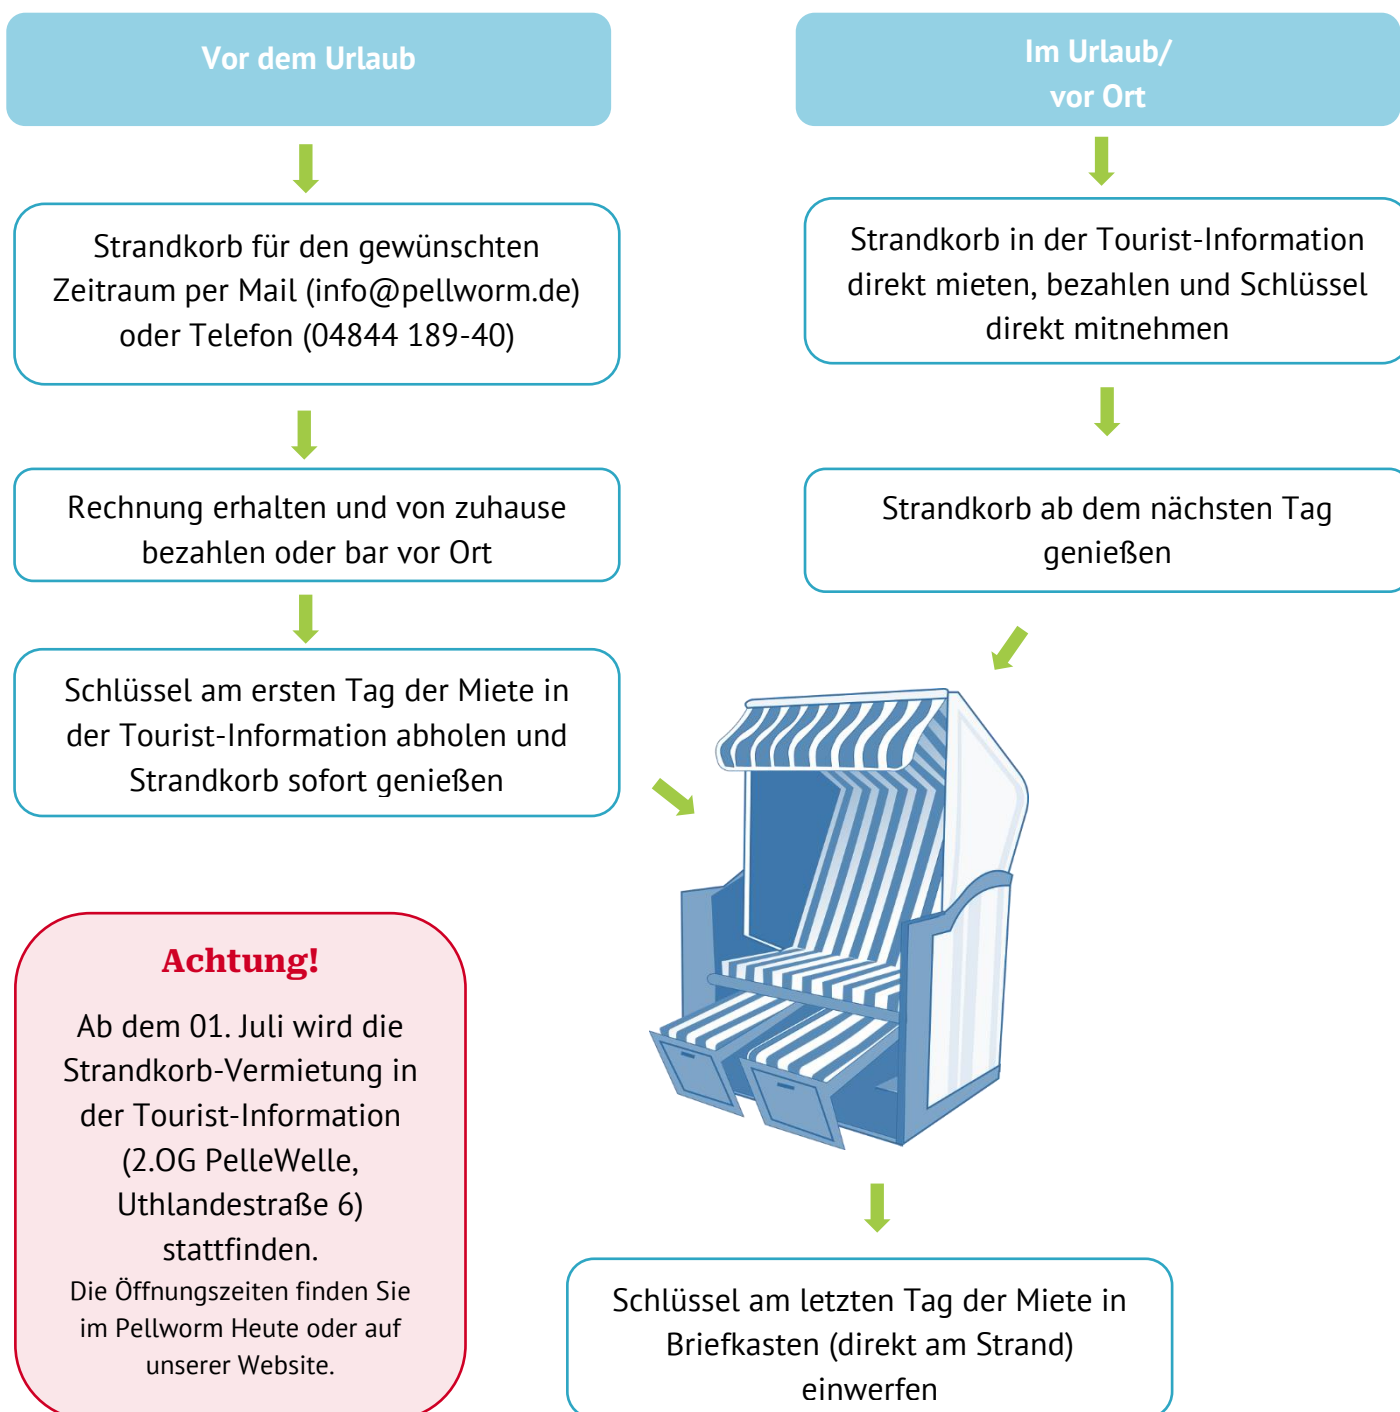 Vor dem Urlaub
Strandkorb für den gewünschten
Zeitraum per Mail (info@pellworm.de)
oder Telefon (04844 189-40)
Rechnung erhalten und von zuhause
bezahlen oder bar vor Ort
Schlüssel am ersten Tag der Miete in
der Tourist-Information abholen und
Strandkorb sofort genießen
Im Urlaub/
vor Ort
Strandkorb in der Tourist-Information
direkt mieten, bezahlen und Schlüssel
direkt mitnehmen
Strandkorb ab dem nächsten Tag
genießen
Achtung!
Ab dem 01. Juli wird die
Strandkorb-Vermietung in
der Tourist-Information
(2.OG PelleWelle,
Uthlandestraße 6)
stattfinden.
Die Öffnungszeiten finden Sie
im Pellworm Heute oder auf
unserer Website.
Schlüssel am letzten Tag der Miete in
Briefkasten (direkt am Strand)
einwerfen